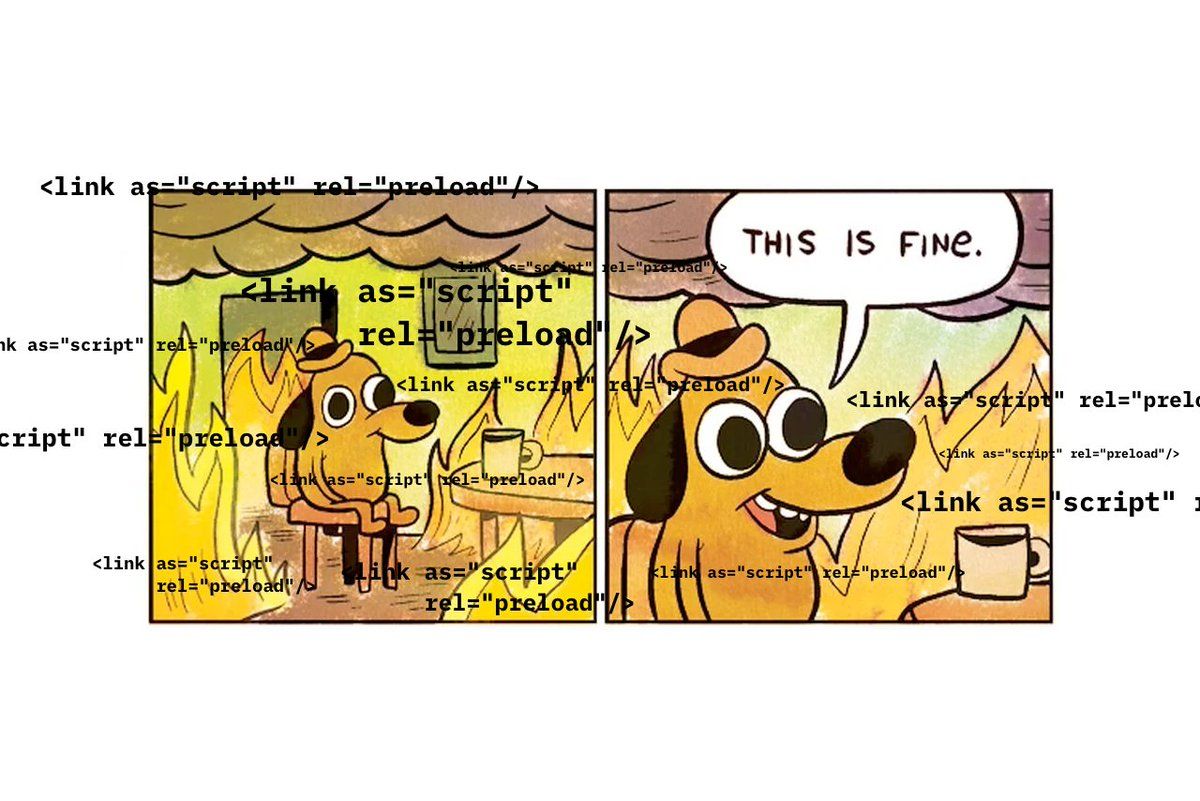 <link as="script" rel="preload"/>
THIS IS FINE.
<link as="script" rel="preload"/>
<link as="script"
rel="preload"/>
nk as="script" rel="preload"/>
<link as="script" rel="preload"/>
<link as="script" rel="prelo
cript" rel="preload"/>
<link as="script" rel="preload"/>
<link as="script" rel="preload"/>
<link as="script" r
<link as="script"
rel="preload"/>
<link as="script"
rel="preload"/>
<link as="script" rel="preload"/>